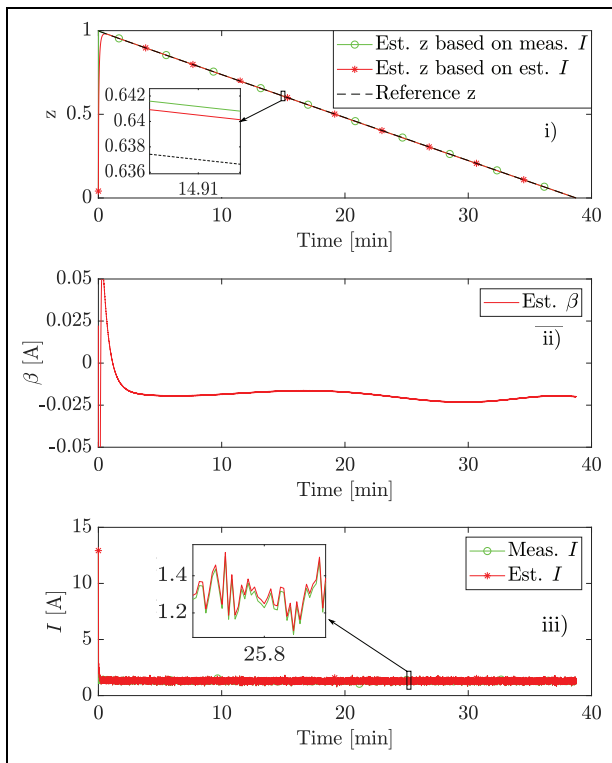 1
Est. z based on meas. I
Est. z based on est. I
Reference z
0.642
0.64
0.636
0.636
14.91
z
0.5
i)
0
0 10 20 30 40
Time [min]
0.05
Est. β
ii)
0.025
0
β [A]
-0.025
-0.05
0 10 20 30 40
Time [min]
15
Meas. I
Est. I
1.4
1.2
25.8
10
I [A]
iii)
5
0
0 10 20 30 40
Time [min]